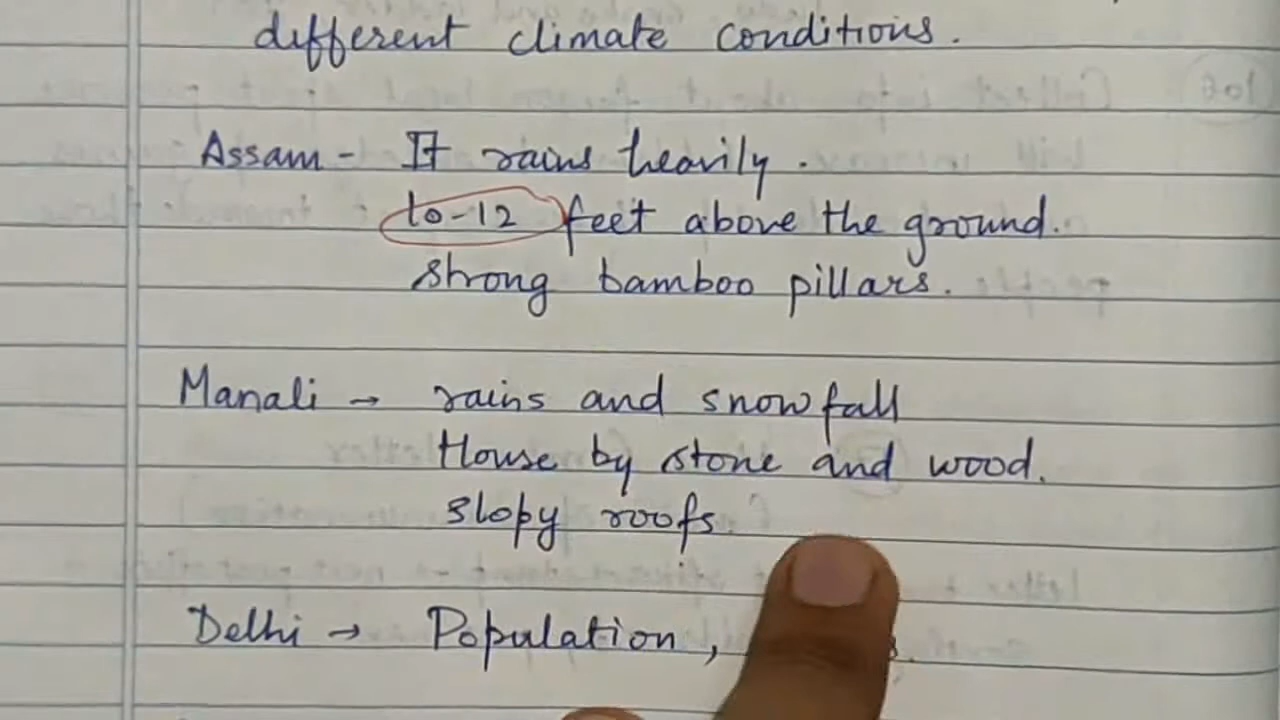 different climate conditions.
Assam - It rains heavily.
10-12 feet above the ground.
strong bamboo pillars.
Manali → rains and snowfall
House by stone and wood.
slopy roofs.
Delhi → Population,